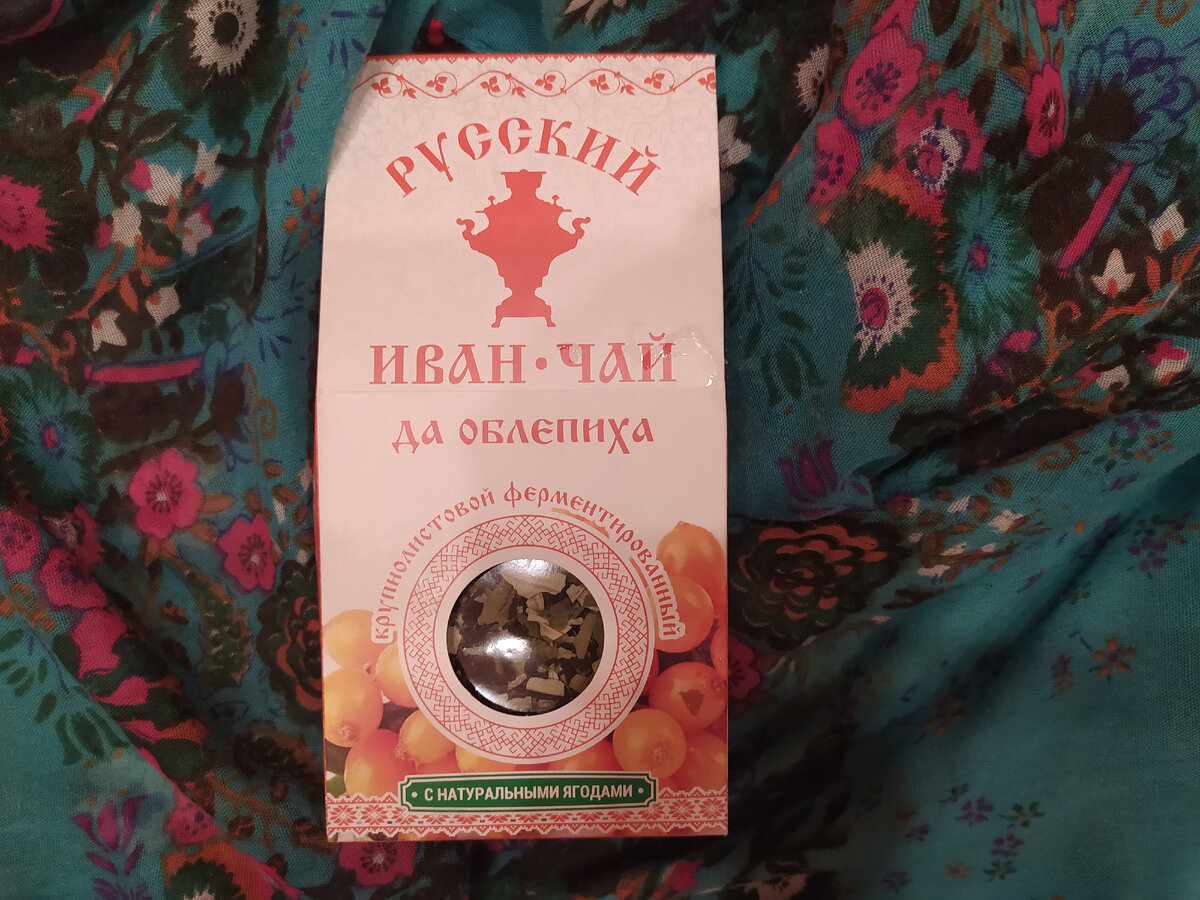 РУССКИЙ
ИВАН·ЧАЙ
ДА ОБЛЕПИХА
КРУПНОЛИСТОВОЙ ФЕРМЕНТИРОВАННЫЙ
• С НАТУРАЛЬНЫМИ ЯГОДАМИ •